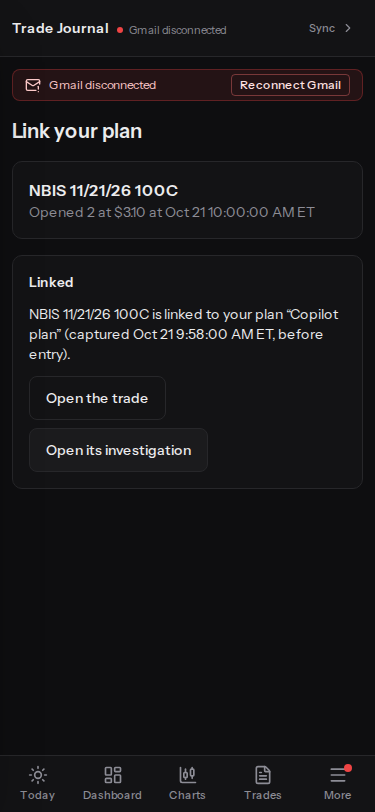 Trade Journal
Gmail disconnected
Sync
Gmail disconnected
Reconnect Gmail
Link your plan
NBIS 11/21/26 100C
Opened 2 at $3.10 at Oct 21 10:00:00 AM ET
Linked
NBIS 11/21/26 100C is linked to your plan “Copilot
plan” (captured Oct 21 9:58:00 AM ET, before
entry).
Open the trade
Open its investigation
Today
Dashboard
Charts
Trades
More